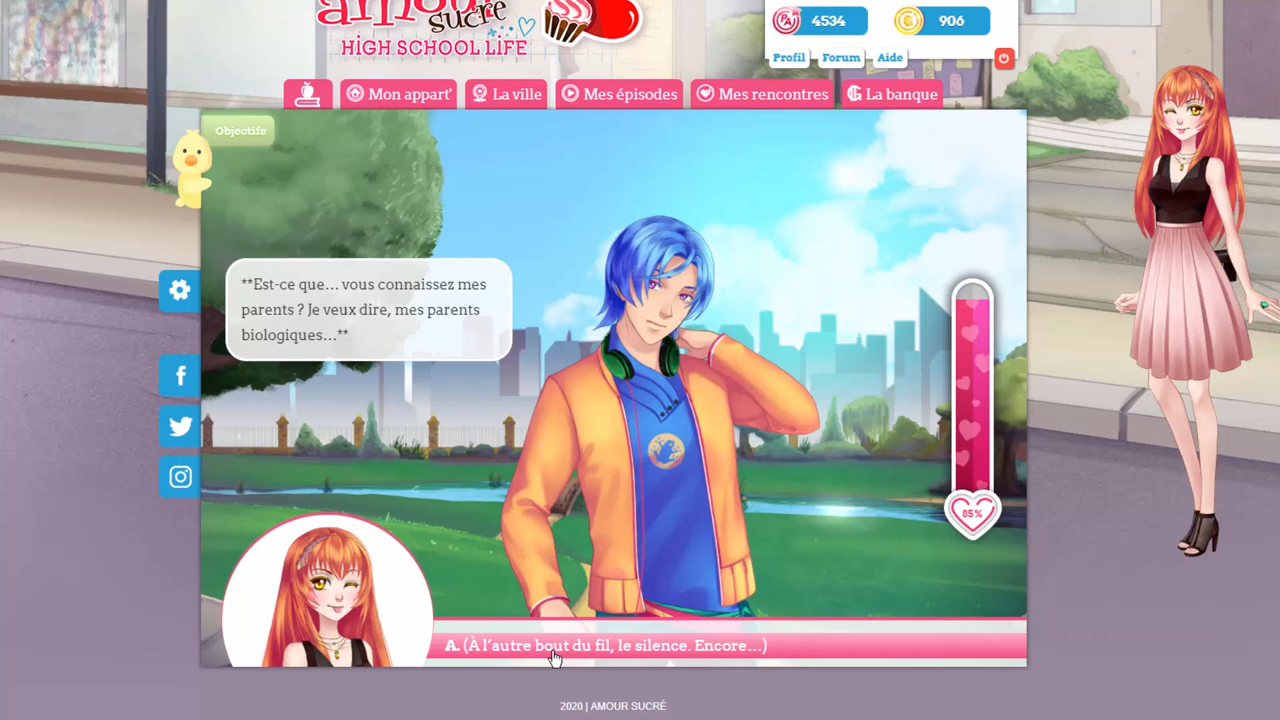 amour
sucre
HIGH SCHOOL LIFE
4534
906
Profil
Forum
Aide
Mon appart'
La ville
Mes épisodes
Mes rencontres
La banque
Objectifs
**Est-ce que... vous connaissez mes
parents ? Je veux dire, mes parents
biologiques...**
85%
A. (À l'autre bout du fil, le silence. Encore...)
2020 | AMOUR SUCRÉ